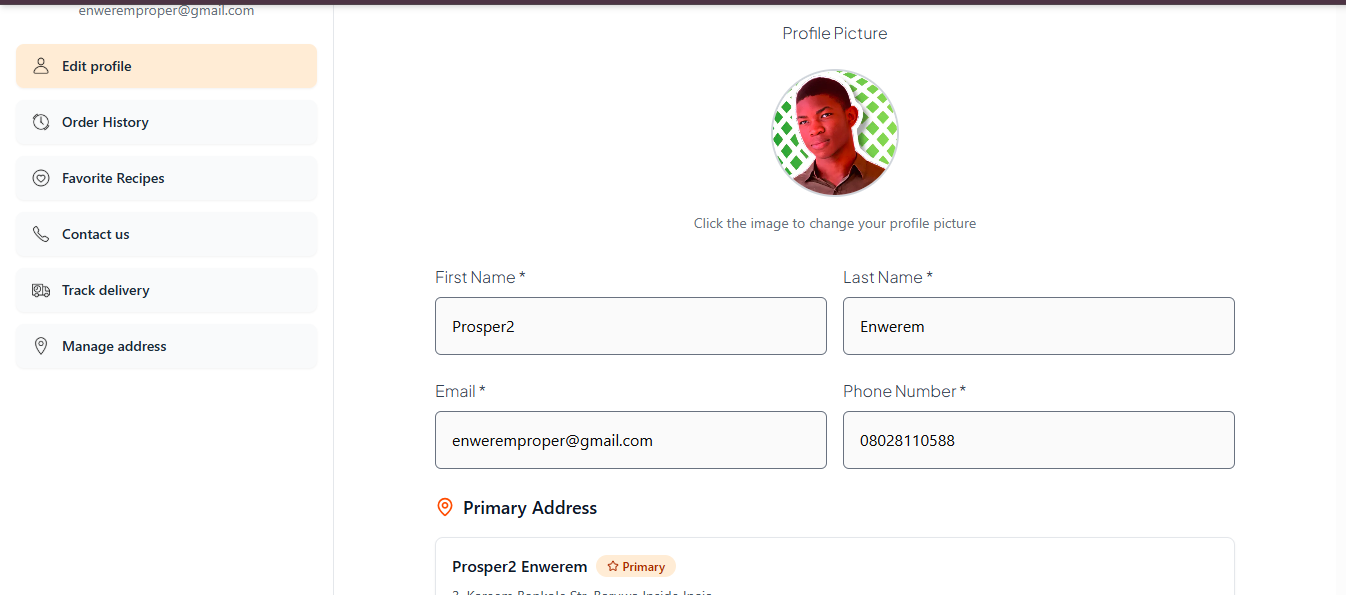 enweremproper@gmail.com
Edit profile
Order History
Favorite Recipes
Contact us
Track delivery
Manage address
Profile Picture
Click the image to change your profile picture
First Name *
Last Name *
Prosper2
Enwerem
Email *
Phone Number *
enweremproper@gmail.com
08028110588
Primary Address
Prosper2 Enwerem
Primary